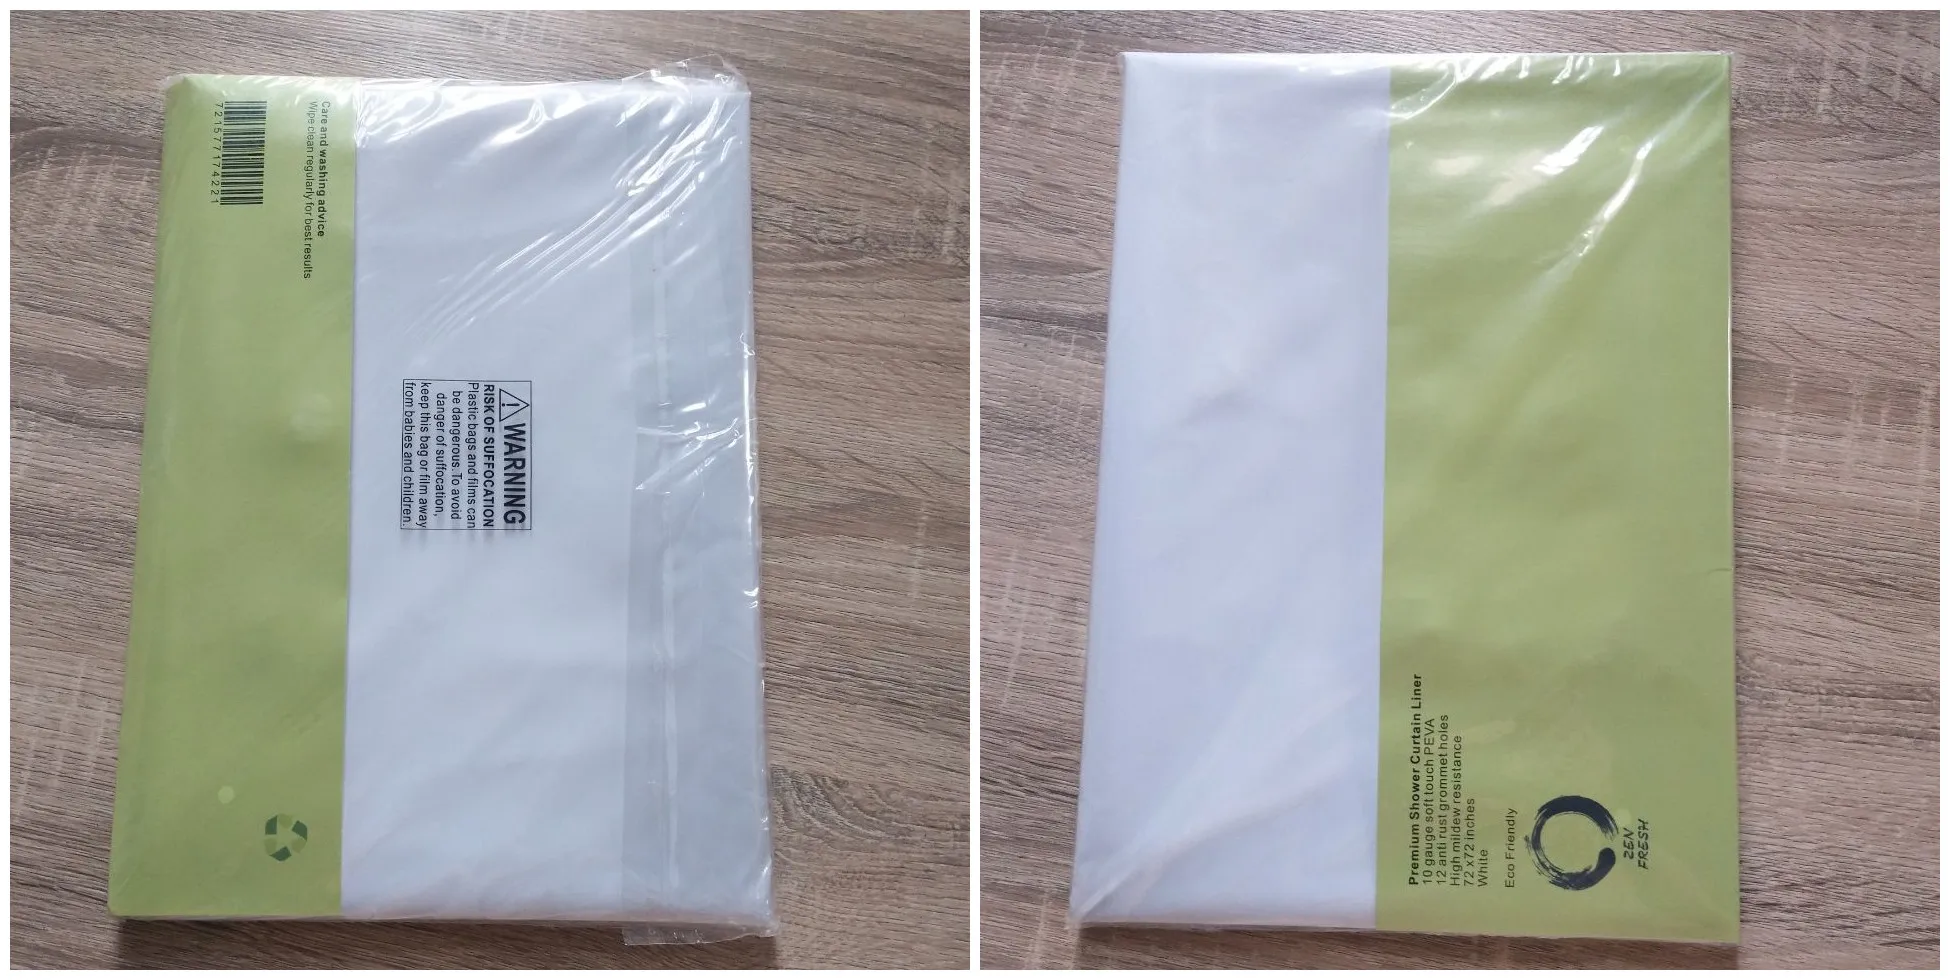 Care and washing advice
Wipe clean regularly for best results
721577174221
WARNING
RISK OF SUFFOCATION
Plastic bags and films can
be dangerous.To avoid
danger of suffocation,
keep this bag or film away
from babies and children.
Premium Shower Curtain Liner
10 gauge soft touch PEVA
12 anti rust grommet holes
High mildew resistance
72 x72 inches
White
Eco Friendly
ZEN
FRESH